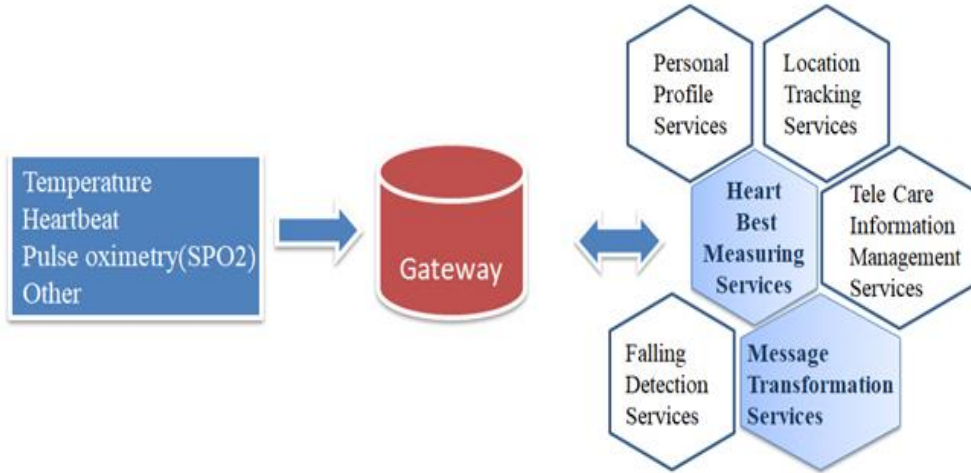 Temperature
Heartbeat
Pulse oximetry(SPO2)
Other
Gateway
Personal
Profile
Services
Location
Tracking
Services
Heart
Best
Measuring
Services
Tele Care
Information
Management
Services
Falling
Detection
Services
Message
Transformation
Services